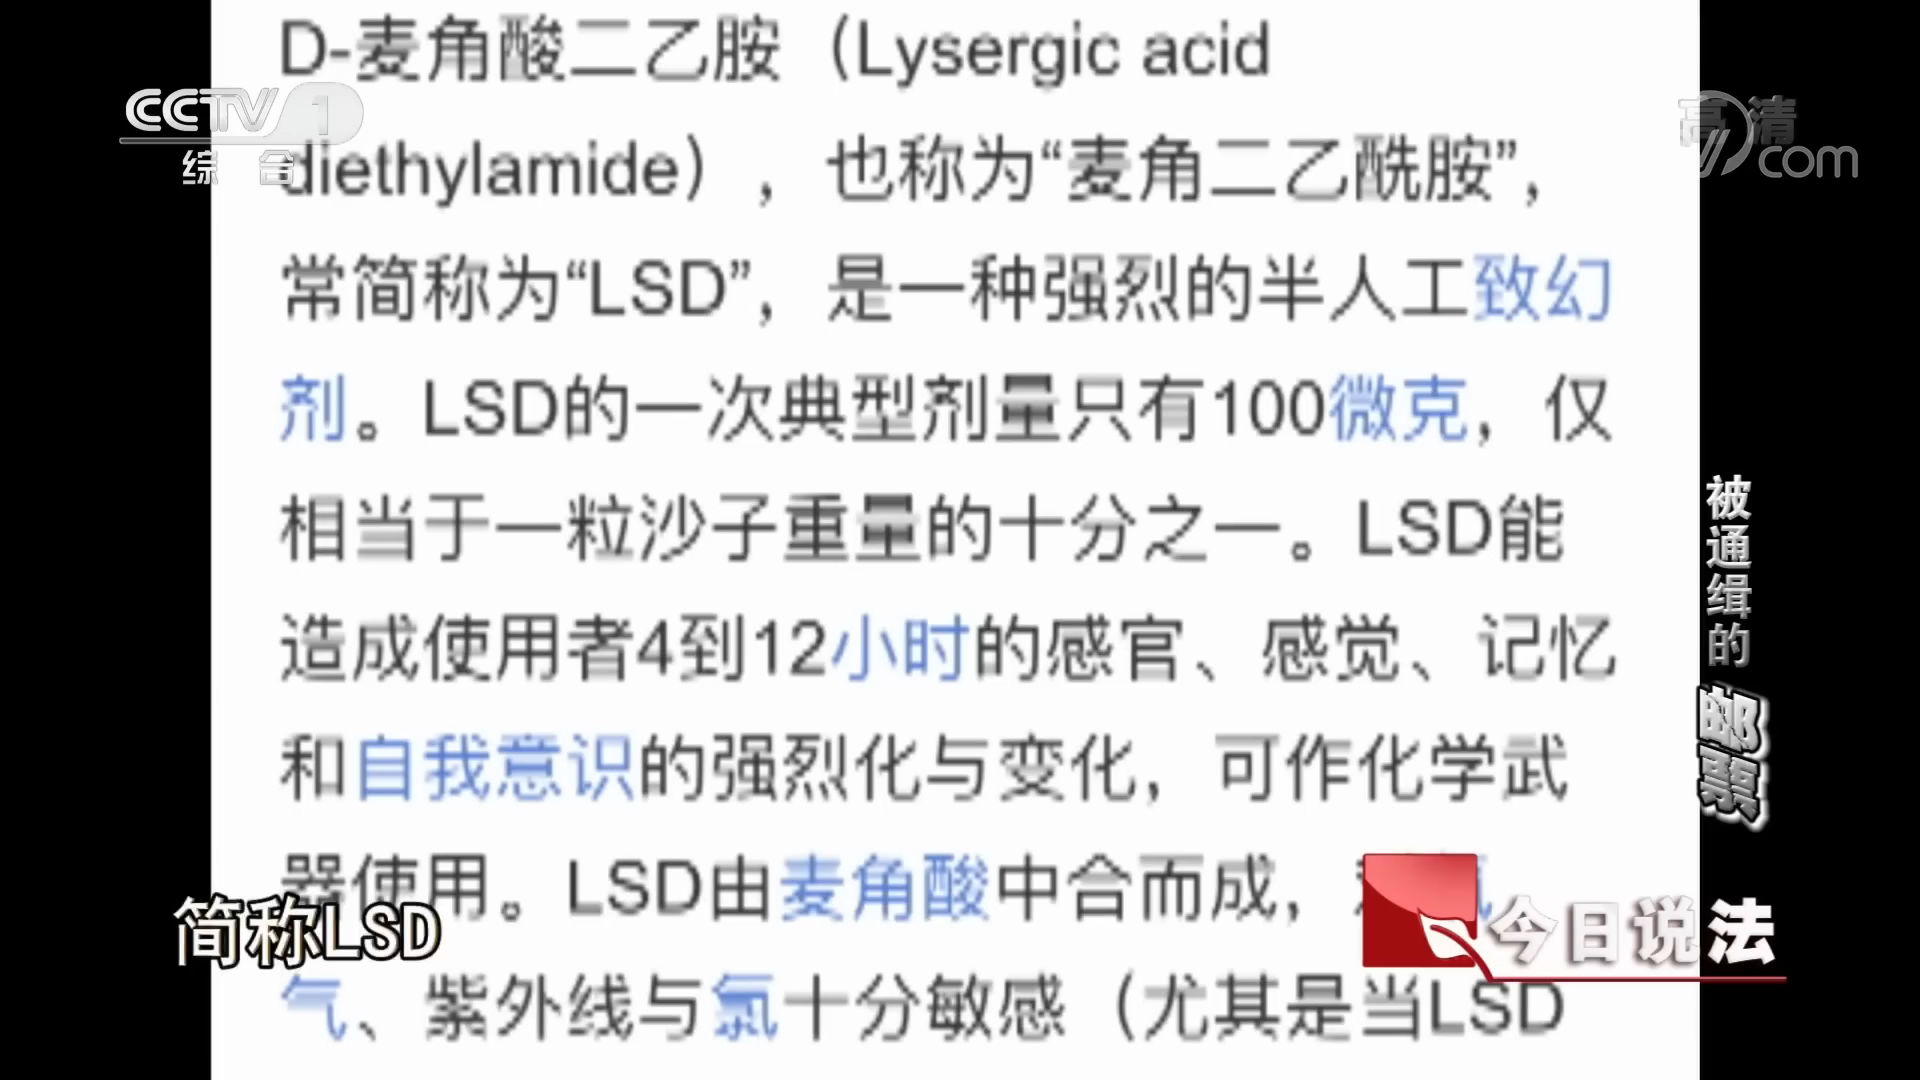 D-麦角酸二乙胺（Lysergic acid
diethylamide），也称为“麦角二乙酰胺”，
常简称为“LSD”，是一种强烈的半人工致幻
剂。LSD的一次典型剂量只有100微克，仅
相当于一粒沙子重量的十分之一。LSD能
造成使用者4到12小时的感官、感觉、记忆
和自我意识的强烈化与变化，可作化学武
器使用。LSD由麦角酸中合而成，
气、紫外线与氯十分敏感（尤其是当LSD
CCTV 1
综合
高清
com
被通缉的
简称LSD
今日说法